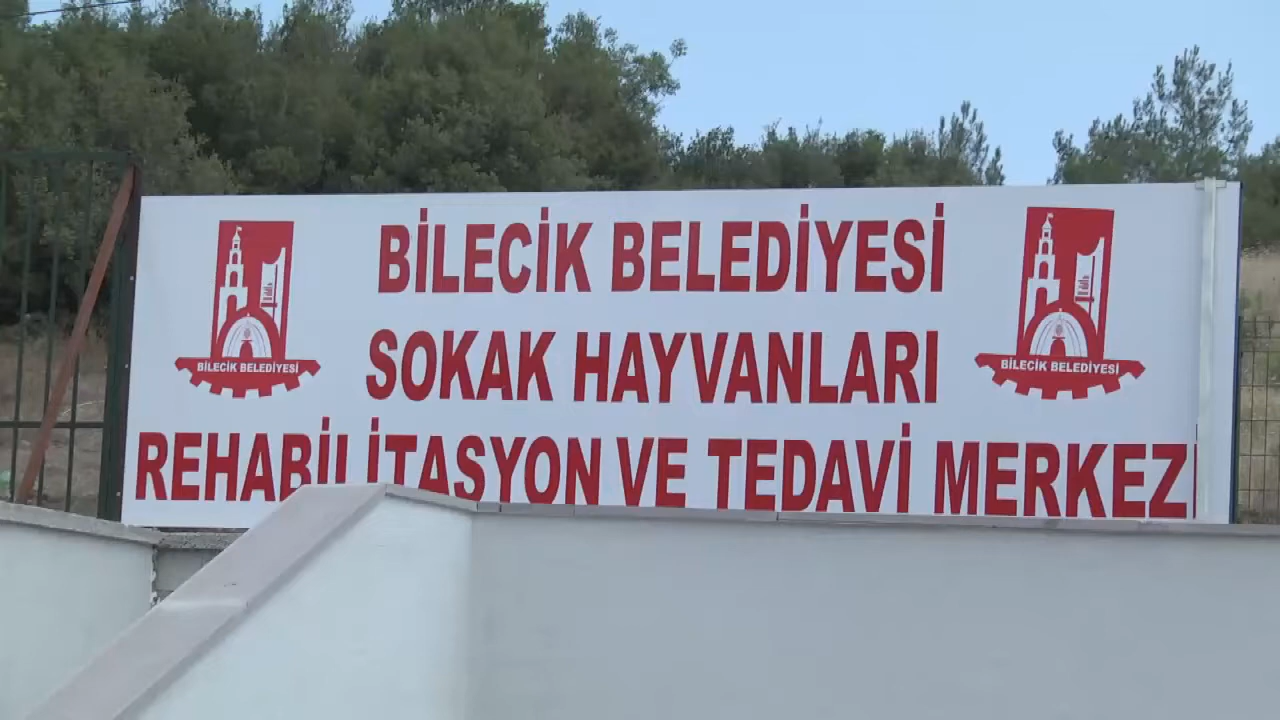 BİLECİK BELEDİYESİ
SOKAK HAYVANLARI
REHABİLİTASYON VE TEDAVİ MERKEZİ
BİLECİK BELEDİYESİ
BİLECİK BELEDİYESİ